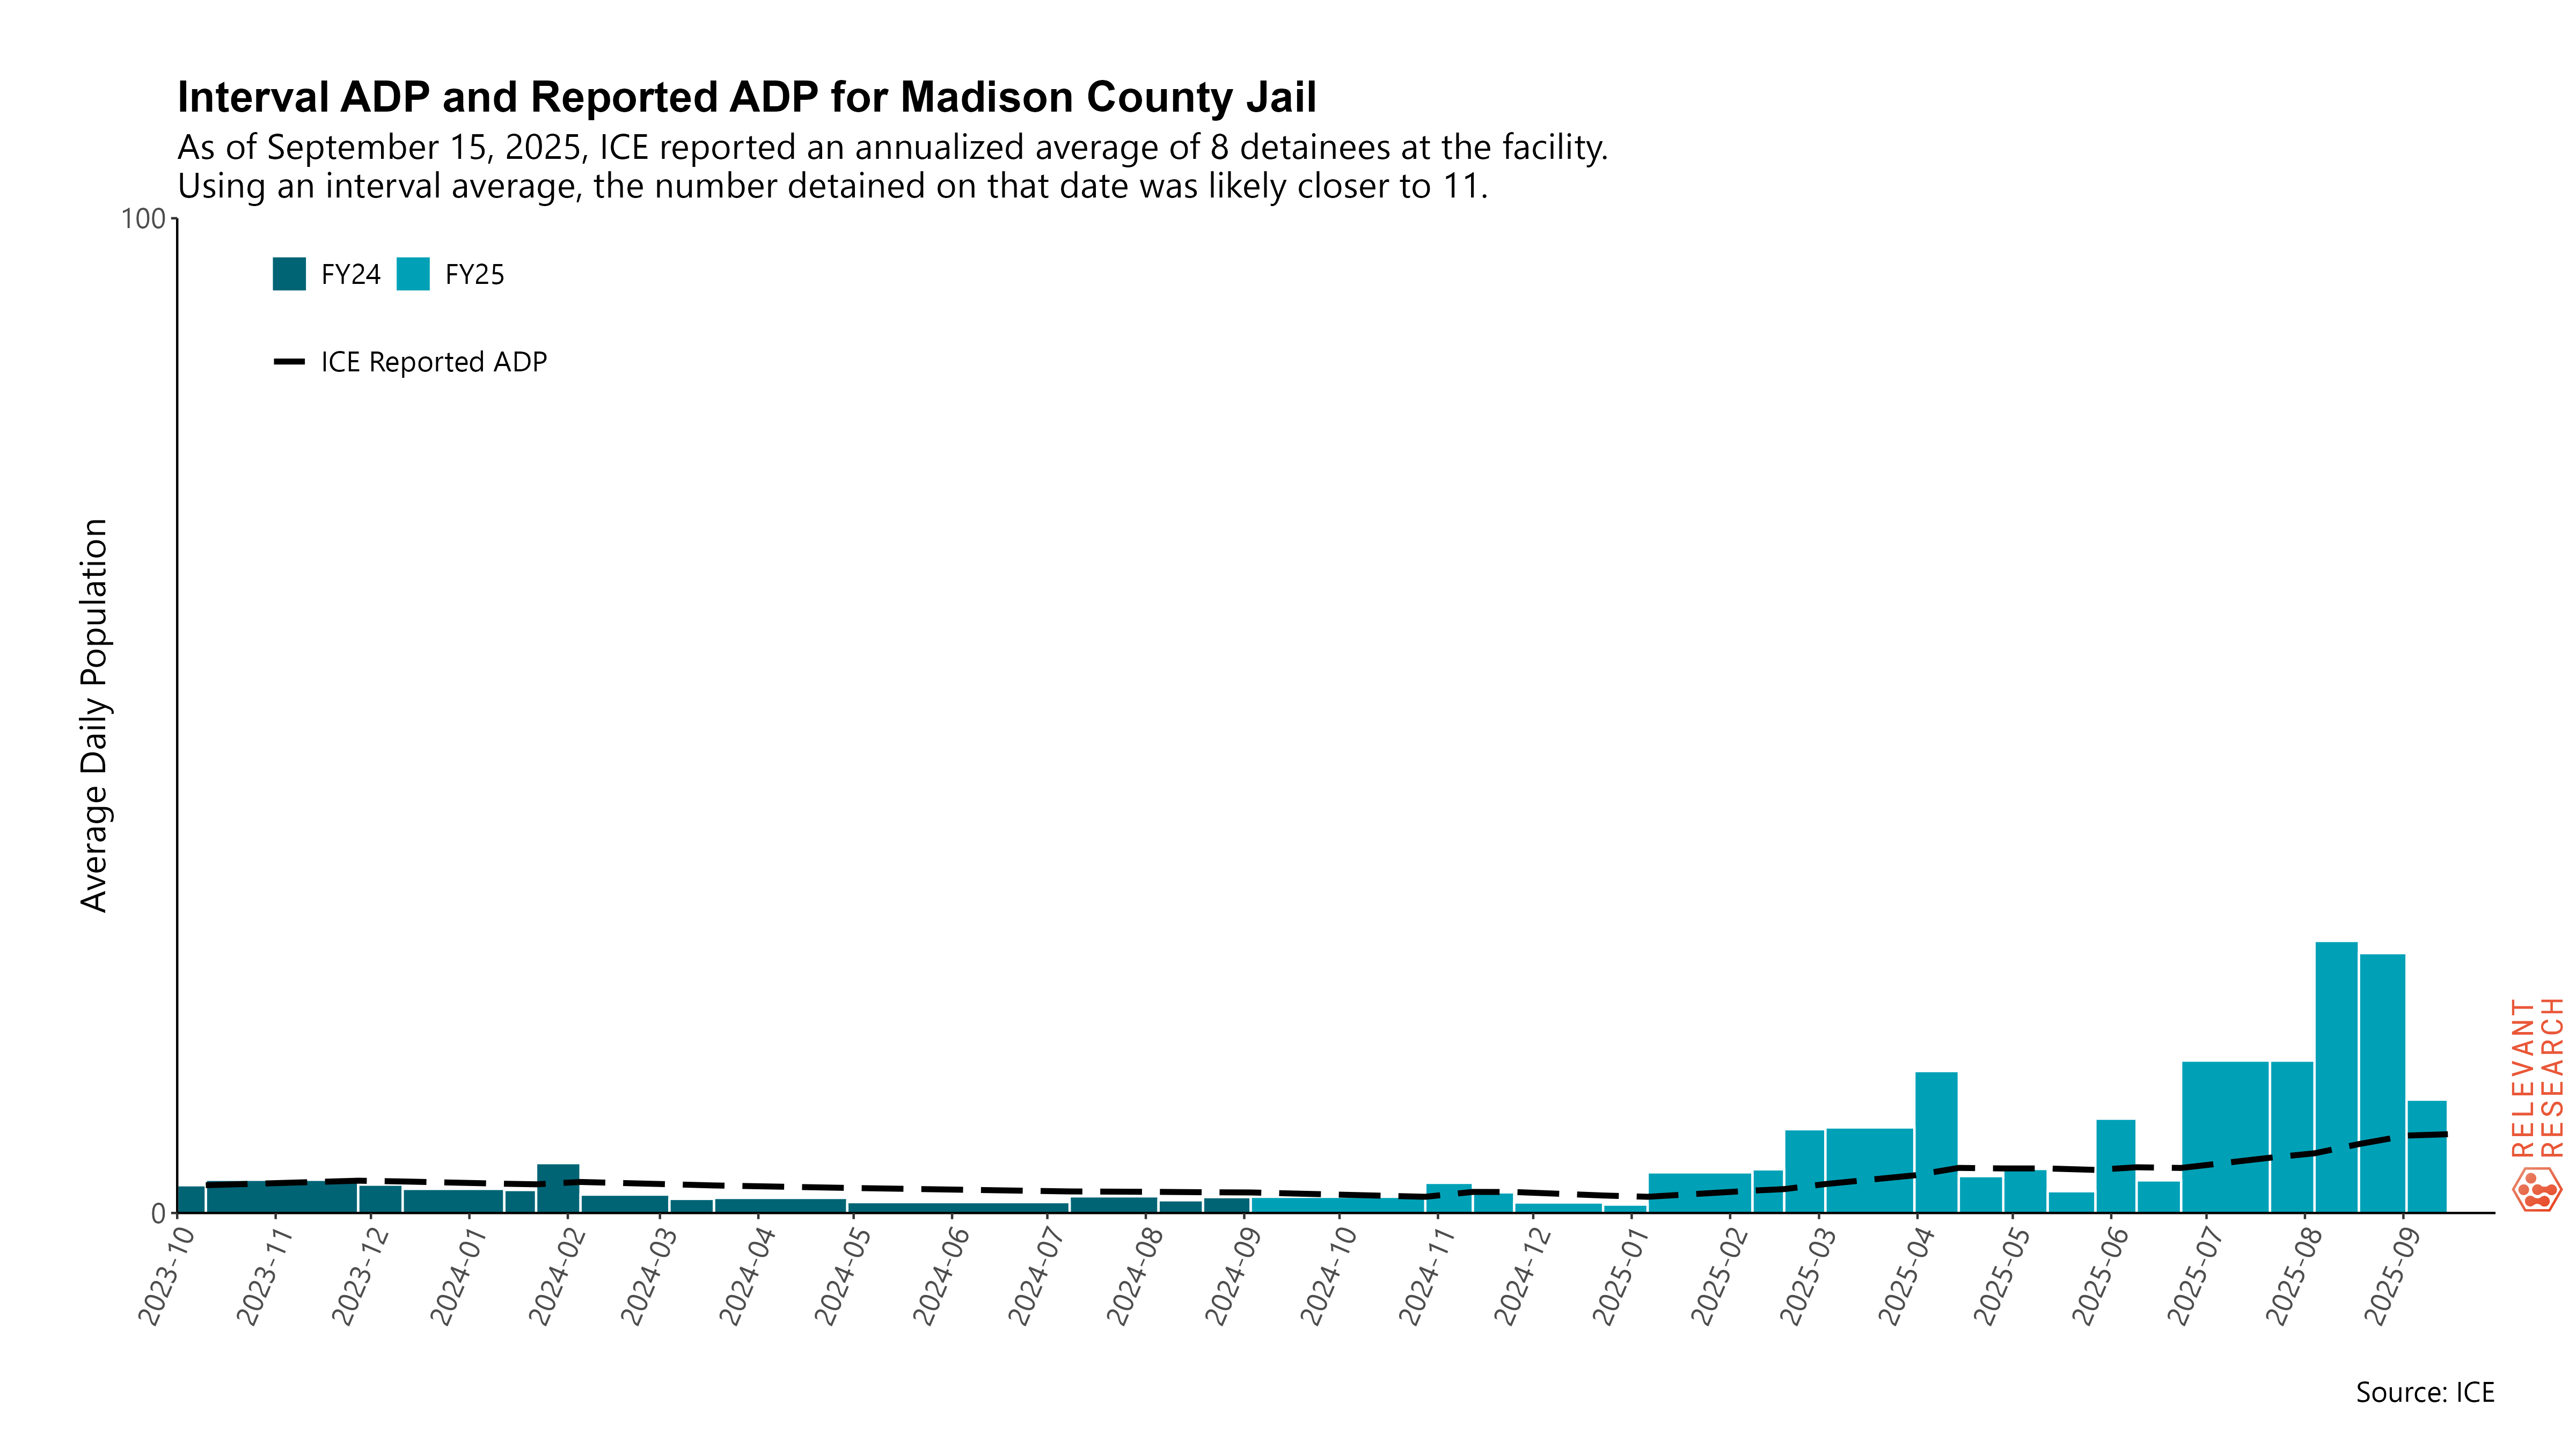 Interval ADP and Reported ADP for Madison County Jail
As of September 15, 2025, ICE reported an annualized average of 8 detainees at the facility.
Using an interval average, the number detained on that date was likely closer to 11.
100
FY24 FY25
ICE Reported ADP
Average Daily Population
0
2023-10
2023-11
2023-12
2024-01
2024-02
2024-03
2024-04
2024-05
2024-06
2024-07
2024-08
2024-09
2024-10
2024-11
2024-12
2025-01
2025-02
2025-03
2025-04
2025-05
2025-06
2025-07
2025-08
2025-09
RELEVANT
RESEARCH
Source: ICE